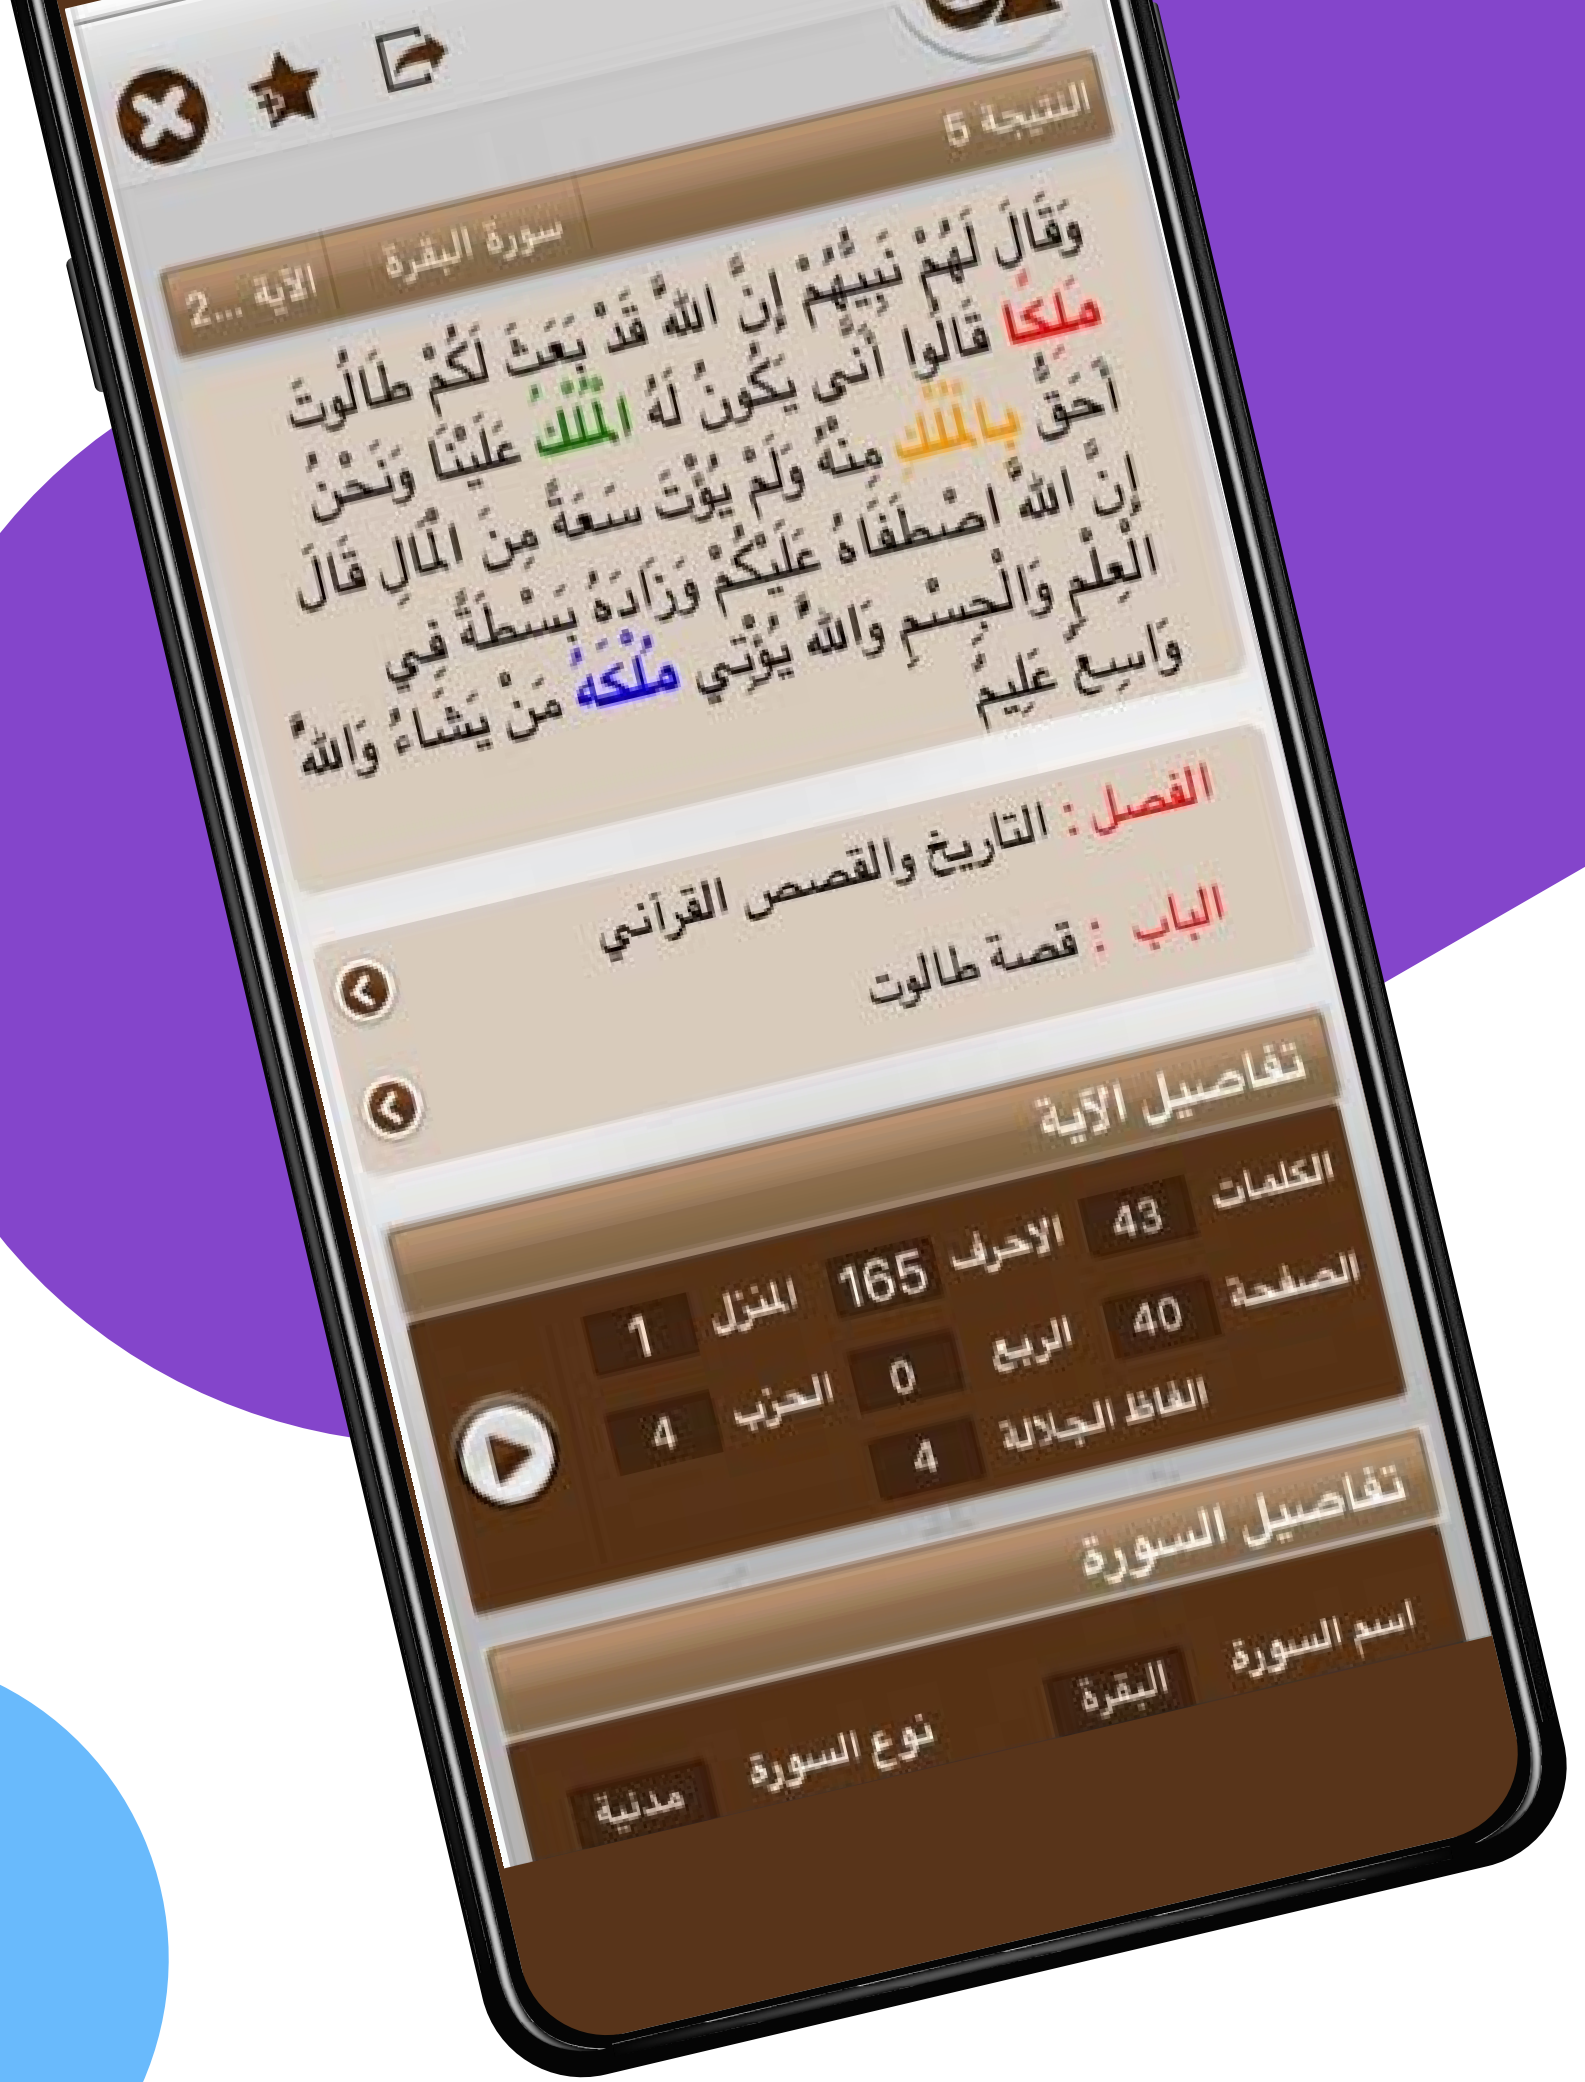 النتيجة 5
سورة البقرة
الآية ...2
وَقَالَ لَهُمْ نَبِيُّهُمْ إِنَّ اللَّهَ قَدْ بَعَثَ لَكُمْ طَالُوتَ
مَلِكًا قَالُوا أَنَّى يَكُونُ لَهُ الْمُلْكُ عَلَيْنَا وَنَحْنُ
أَحَقُّ بِالْمُلْكِ مِنْهُ وَلَمْ يُؤْتَ سَعَةً مِنَ الْمَالِ قَالَ
إِنَّ اللَّهَ اصْطَفَاهُ عَلَيْكُمْ وَزَادَهُ بَسْطَةً فِي
الْعِلْمِ وَالْجِسْمِ وَاللَّهُ يُؤْتِي مُلْكَهُ مَنْ يَشَاءُ وَاللَّهُ
وَاسِعٌ عَلِيمٌ
الفصل : التاريخ والقصص القرآني
الباب : قصة طالوت
تفاصيل الآية
الكلمات 43 الاحرف 165 المنزل 1
الصفحة 40 الربع 0 الحزب 4
الفاظ الجلالة 4
تفاصيل السورة
اسم السورة البقرة نوع السورة مدنية